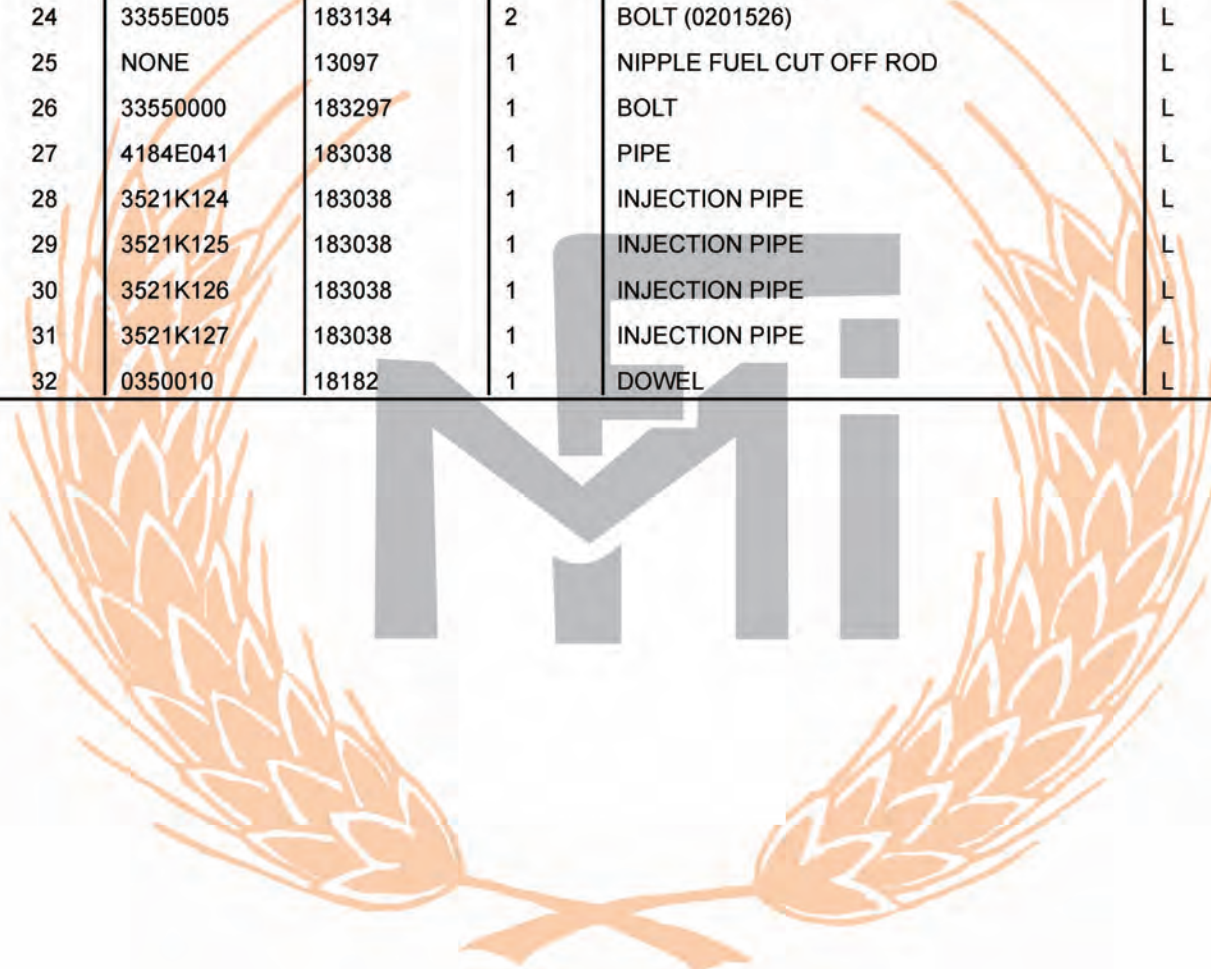 24 3355E005 183134 2 BOLT (0201526) L
25 NONE 13097 1 NIPPLE FUEL CUT OFF ROD L
26 33550000 183297 1 BOLT L
27 4184E041 183038 1 PIPE L
28 3521K124 183038 1 INJECTION PIPE L
29 3521K125 183038 1 INJECTION PIPE L
30 3521K126 183038 1 INJECTION PIPE L
31 3521K127 183038 1 INJECTION PIPE L
32 0350010 18182 1 DOWEL L
MFi